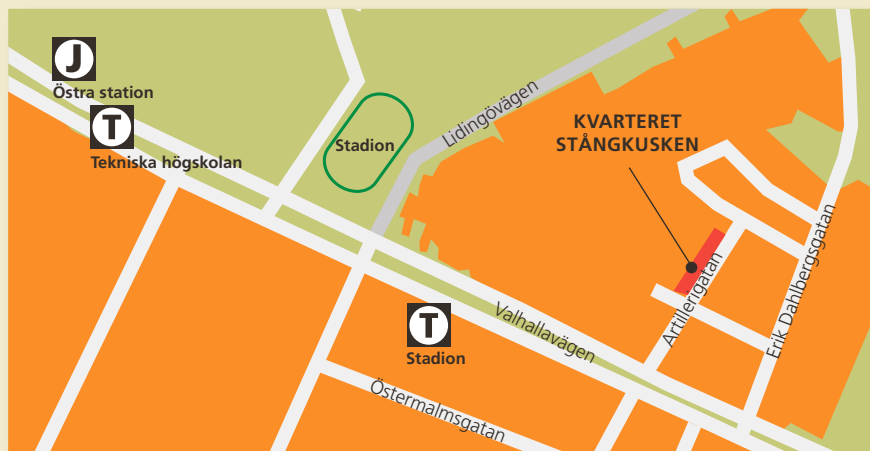 J
Östra station
T
Tekniska högskolan
Stadion
Lidingövägen
KVARTERET
STÅNGKUSKEN
T
Stadion
Valhallavägen
Östermalmsgatan
Artillerigatan
Erik Dahlbergsgatan